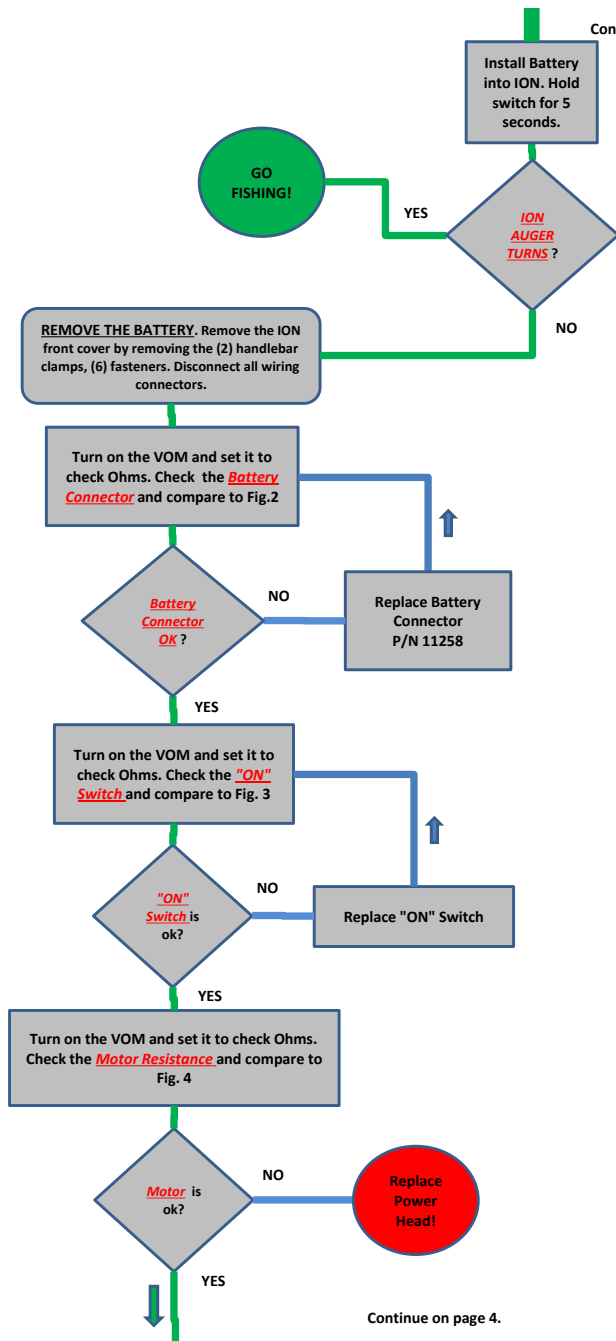 Con
Install Battery
into ION. Hold
switch for 5
seconds.
GO
FISHING!
YES
ION
AUGER
TURNS ?
NO
REMOVE THE BATTERY. Remove the ION
front cover by removing the (2) handlebar
clamps, (6) fasteners. Disconnect all wiring
connectors.
Turn on the VOM and set it to
check Ohms. Check the Battery
Connector and compare to Fig.2
Battery
Connector
OK ?
NO
Replace Battery
Connector
P/N 11258
YES
Turn on the VOM and set it to
check Ohms. Check the "ON"
Switch and compare to Fig. 3
"ON"
Switch is
ok?
NO
Replace "ON" Switch
YES
Turn on the VOM and set it to check Ohms.
Check the Motor Resistance and compare to
Fig. 4
Motor is
ok?
NO
Replace
Power
Head!
YES
Continue on page 4.